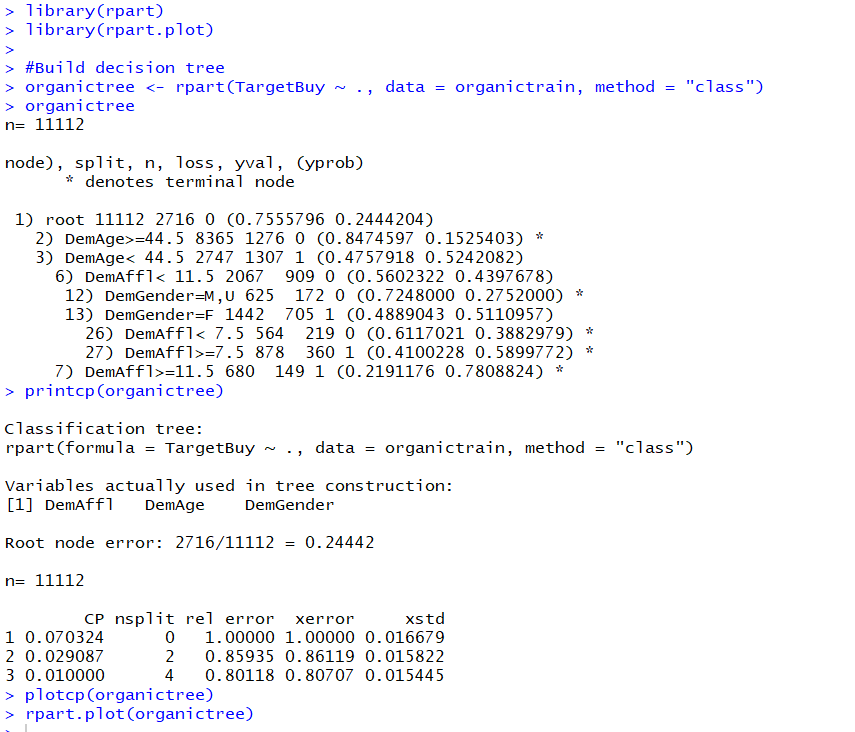 > library(rpart)
> library(rpart.plot)
>
> #Build decision tree
> organictree <- rpart(TargetBuy ~ ., data = organictrain, method = "class")
> organictree
n= 11112

node), split, n, loss, yval, (yprob)
      * denotes terminal node

 1) root 11112 2716 0 (0.7555796 0.2444204)
   2) DemAge>=44.5 8365 1276 0 (0.8474597 0.1525403) *
   3) DemAge< 44.5 2747 1307 1 (0.4757918 0.5242082)
     6) DemAffl< 11.5 2067  909 0 (0.5602322 0.4397678)
      12) DemGender=M,U 625  172 0 (0.7248000 0.2752000) *
      13) DemGender=F 1442  705 1 (0.4889043 0.5110957)
        26) DemAffl< 7.5 564  219 0 (0.6117021 0.3882979) *
        27) DemAffl>=7.5 878  360 1 (0.4100228 0.5899772) *
     7) DemAffl>=11.5 680  149 1 (0.2191176 0.7808824) *
> printcp(organictree)

Classification tree:
rpart(formula = TargetBuy ~ ., data = organictrain, method = "class")

Variables actually used in tree construction:
[1] DemAffl   DemAge    DemGender

Root node error: 2716/11112 = 0.24442

n= 11112

        CP nsplit rel error  xerror     xstd
1 0.070324      0   1.00000 1.00000 0.016679
2 0.029087      2   0.85935 0.86119 0.015822
3 0.010000      4   0.80118 0.80707 0.015445
> plotcp(organictree)
> rpart.plot(organictree)
>